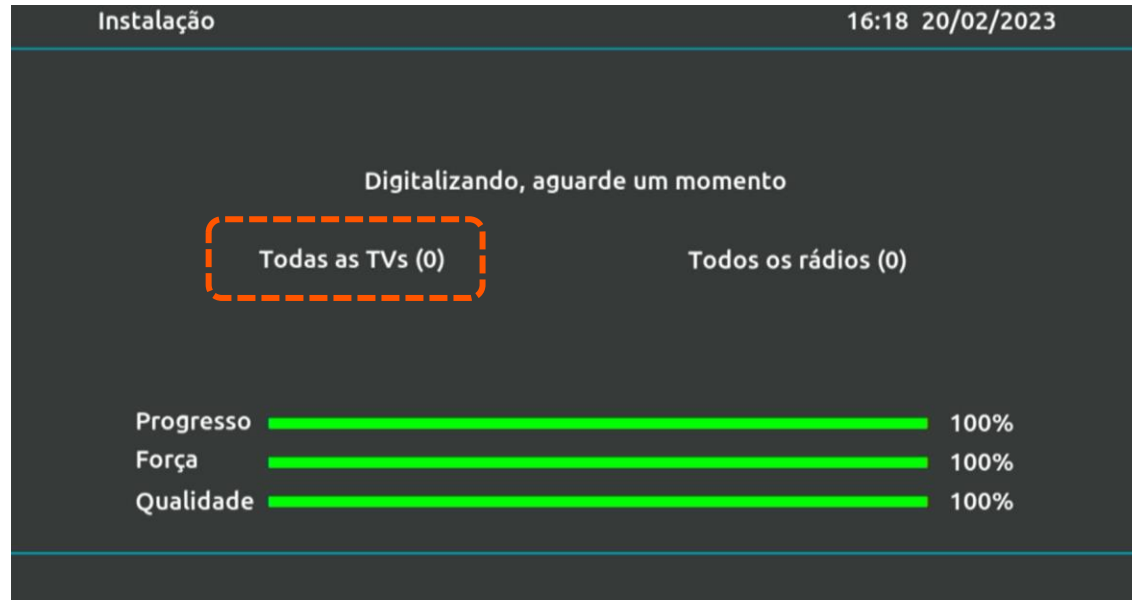 Instalação 16:18 20/02/2023
Digitalizando, aguarde um momento
Todas as TVs (0) Todos os rádios (0)
Progresso 100%
Força 100%
Qualidade 100%